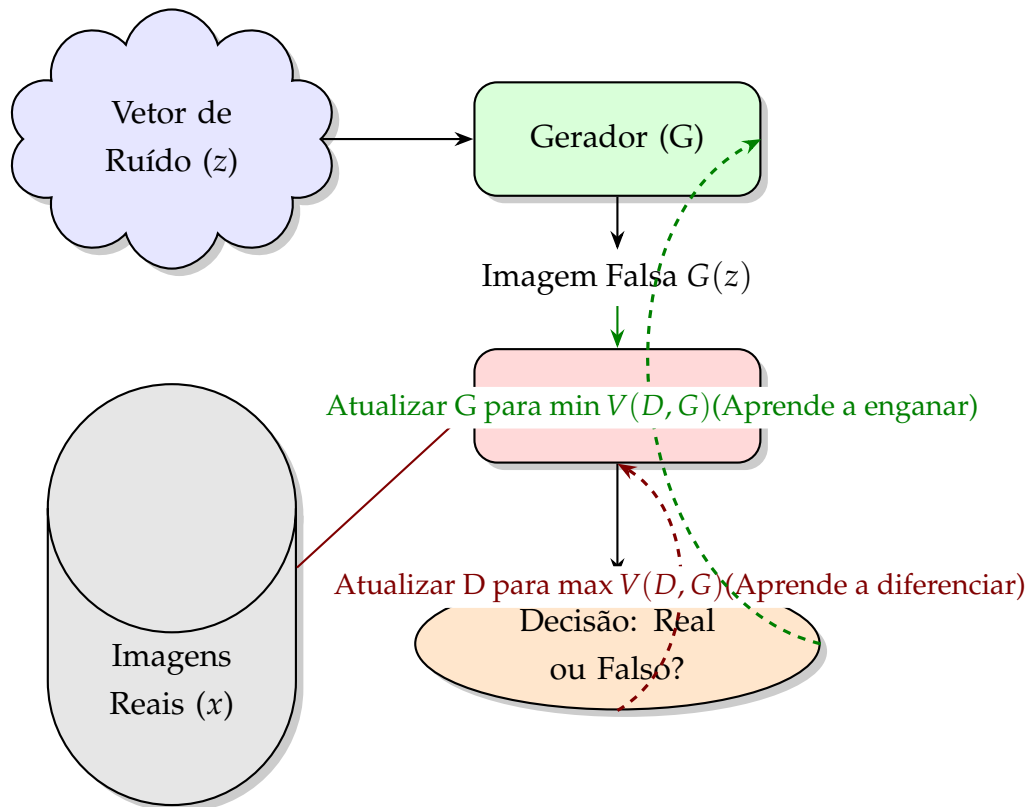 Vetor de
Ruído (z)
Gerador (G)
Imagem Falsa G(z)
Atualizar G para min V(D, G)(Aprende a enganar)
Atualizar D para max V(D, G)(Aprende a diferenciar)
Decisão: Real
ou Falso?
Imagens
Reais (x)